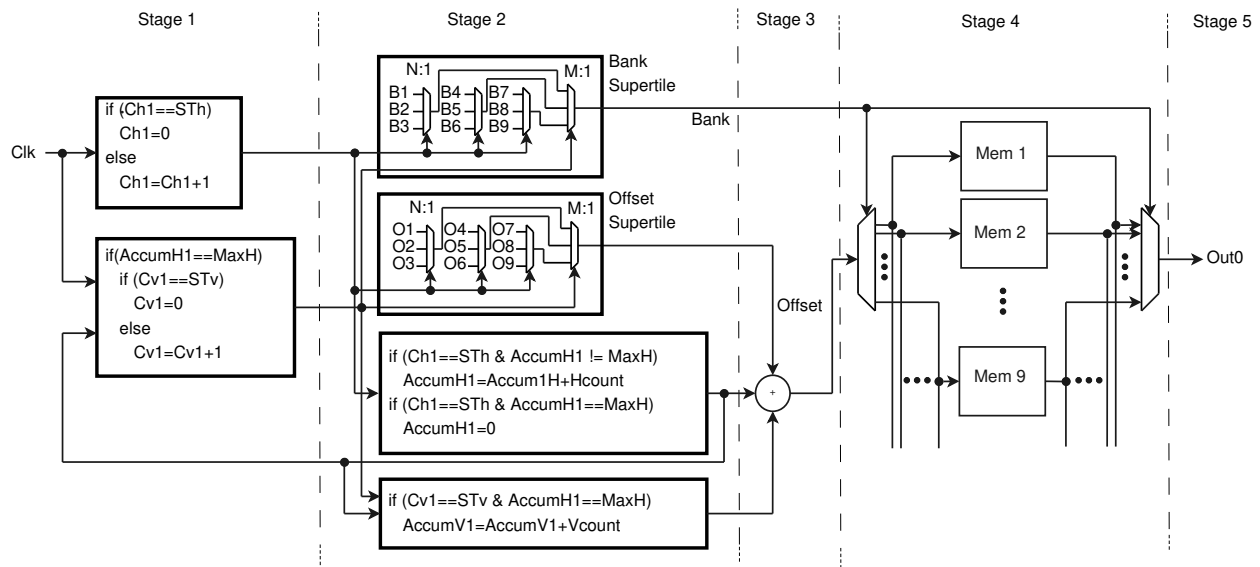 Stage 1
Stage 2
Stage 3
Stage 4
Stage 5
Clk
if (Ch1==STh)
Ch1=0
else
Ch1=Ch1+1
if(AccumH1==MaxH)
if (Cv1==STv)
Cv1=0
else
Cv1=Cv1+1
N:1
M:1
Bank
Supertile
B1
B2
B3
B4
B5
B6
B7
B8
B9
Bank
N:1
M:1
Offset
Supertile
O1
O2
O3
O4
O5
O6
O7
O8
O9
Offset
if (Ch1==STh & AccumH1 != MaxH)
AccumH1=Accum1H+Hcount
if (Ch1==STh & AccumH1==MaxH)
AccumH1=0
if (Cv1==STv & AccumH1==MaxH)
AccumV1=AccumV1+Vcount
+
Mem 1
Mem 2
Mem 9
Out0